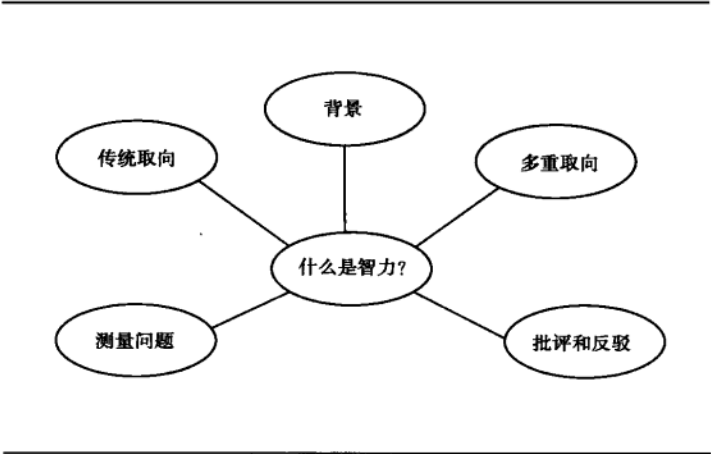 背景
传统取向
多重取向
什么是智力?
测量问题
批评和反驳